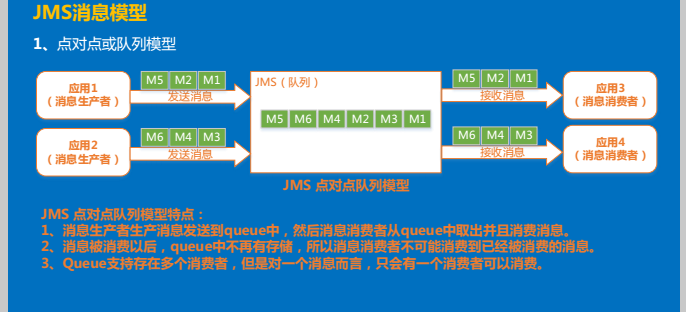 JMS消息模型
1、点对点或队列模型
应用1
（消息生产者）
M5 M2 M1
发送消息
JMS（队列）
M5 M2 M1
接收消息
应用3
（消息消费者）
M5 M6 M4 M2 M3 M1
应用2
（消息生产者）
M6 M4 M3
发送消息
M6 M4 M3
接收消息
应用4
（消息消费者）
JMS 点对点队列模型
JMS 点对点队列模型特点：
1、消息生产者生产消息发送到queue中，然后消息消费者从queue中取出并且消费消息。
2、消息被消费以后，queue中不再有存储，所以消息消费者不可能消费到已经被消费的消息。
3、Queue支持存在多个消费者，但是对一个消息而言，只会有一个消费者可以消费。